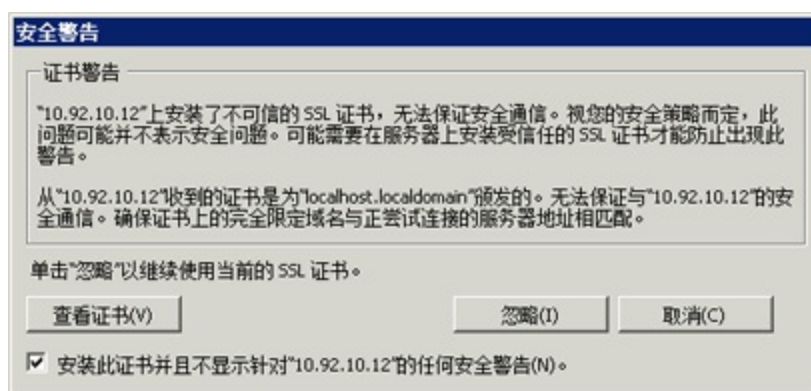 安全警告
证书警告
"10.92.10.12"上安装了不可信的 SSL 证书，无法保证安全通信。视您的安全策略而定，此
问题可能并不表示安全问题。可能需要在服务器上安装受信任的 SSL 证书才能防止出现此
警告。
从"10.92.10.12"收到的证书是为"localhost.localdomain"颁发的。无法保证与"10.92.10.12"的安
全通信。确保证书上的完全限定域名与正尝试连接的服务器地址相匹配。
单击"忽略"以继续使用当前的 SSL 证书。
查看证书(V) 忽略(I) 取消(C)
安装此证书并且不显示针对"10.92.10.12"的任何安全警告(N)。